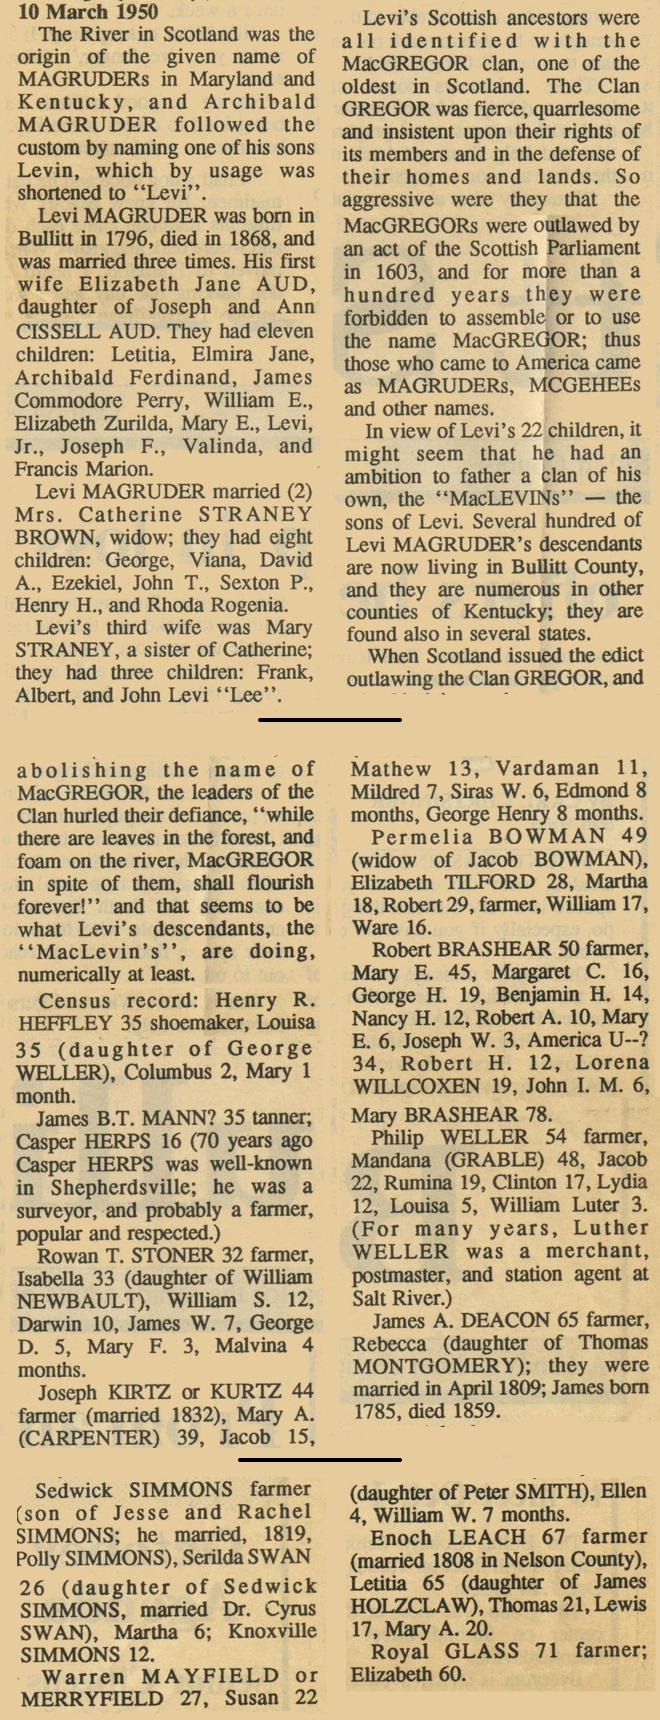 10 March 1950
The River in Scotland was the
origin of the given name of
MAGRUDERs in Maryland and
Kentucky, and Archibald
MAGRUDER followed the
custom by naming one of his sons
Levin, which by usage was
shortened to "Levi".
Levi MAGRUDER was born in
Bullitt in 1796, died in 1868, and
was married three times. His first
wife Elizabeth Jane AUD,
daughter of Joseph and Ann
CISSELL AUD. They had eleven
children: Letitia, Elmira Jane,
Archibald Ferdinand, James
Commodore Perry, William E.,
Elizabeth Zurilda, Mary E., Levi,
Jr., Joseph F., Valinda, and
Francis Marion.
Levi MAGRUDER married (2)
Mrs. Catherine STRANEY
BROWN, widow; they had eight
children: George, Viana, David
A., Ezekiel, John T., Sexton P.,
Henry H., and Rhoda Rogenia.
Levi's third wife was Mary
STRANEY, a sister of Catherine;
they had three children: Frank,
Albert, and John Levi "Lee".
Levi's Scottish ancestors were
all identified with the
MacGREGOR clan, one of the
oldest in Scotland. The Clan
GREGOR was fierce, quarrlesome
and insistent upon their rights of
its members and in the defense of
their homes and lands. So
aggressive were they that the
MacGREGORs were outlawed by
an act of the Scottish Parliament
in 1603, and for more than a
hundred years they were
forbidden to assemble or to use
the name MacGREGOR; thus
those who came to America came
as MAGRUDERs, MCGEHEEs
and other names.
In view of Levi's 22 children, it
might seem that he had an
ambition to father a clan of his
own, the "MacLEVINs" — the
sons of Levi. Several hundred of
Levi MAGRUDER's descendants
are now living in Bullitt County,
and they are numerous in other
counties of Kentucky; they are
found also in several states.
When Scotland issued the edict
outlawing the Clan GREGOR, and
abolishing the name of
MacGREGOR, the leaders of the
Clan hurled their defiance, "while
there are leaves in the forest, and
foam on the river, MacGREGOR
in spite of them, shall flourish
forever!" and that seems to be
what Levi's descendants, the
"MacLevin's", are doing,
numerically at least.
Census record: Henry R.
HEFFLEY 35 shoemaker, Louisa
35 (daughter of George
WELLER), Columbus 2, Mary 1
month.
James B.T. MANN? 35 tanner;
Casper HERPS 16 (70 years ago
Casper HERPS was well-known
in Shepherdsville; he was a
surveyor, and probably a farmer,
popular and respected.)
Rowan T. STONER 32 farmer,
Isabella 33 (daughter of William
NEWBAULT), William S. 12,
Darwin 10, James W. 7, George
D. 5, Mary F. 3, Malvina 4
months.
Joseph KIRTZ or KURTZ 44
farmer (married 1832), Mary A.
(CARPENTER) 39, Jacob 15,
Mathew 13, Vardaman 11,
Mildred 7, Siras W. 6, Edmond 8
months, George Henry 8 months.
Permelia BOWMAN 49
(widow of Jacob BOWMAN),
Elizabeth TILFORD 28, Martha
18, Robert 29, farmer, William 17,
Ware 16.
Robert BRASHEAR 50 farmer,
Mary E. 45, Margaret C. 16,
George H. 19, Benjamin H. 14,
Nancy H. 12, Robert A. 10, Mary
E. 6, Joseph W. 3, America U--?
34, Robert H. 12, Lorena
WILLCOXEN 19, John I. M. 6,
Mary BRASHEAR 78.
Philip WELLER 54 farmer,
Mandana (GRABLE) 48, Jacob
22, Rumina 19, Clinton 17, Lydia
12, Louisa 5, William Luter 3.
(For many years, Luther
WELLER was a merchant,
postmaster, and station agent at
Salt River.)
James A. DEACON 65 farmer,
Rebecca (daughter of Thomas
MONTGOMERY); they were
married in April 1809; James born
1785, died 1859.
Sedwick SIMMONS farmer
(son of Jesse and Rachel
SIMMONS; he married, 1819,
Polly SIMMONS), Serilda SWAN
26 (daughter of Sedwick
SIMMONS, married Dr. Cyrus
SWAN), Martha 6; Knoxville
SIMMONS 12.
Warren MAYFIELD or
MERRYFIELD 27, Susan 22
(daughter of Peter SMITH), Ellen
4, William W. 7 months.
Enoch LEACH 67 farmer
(married 1808 in Nelson County),
Letitia 65 (daughter of James
HOLZCLAW), Thomas 21, Lewis
17, Mary A. 20.
Royal GLASS 71 farmer;
Elizabeth 60.